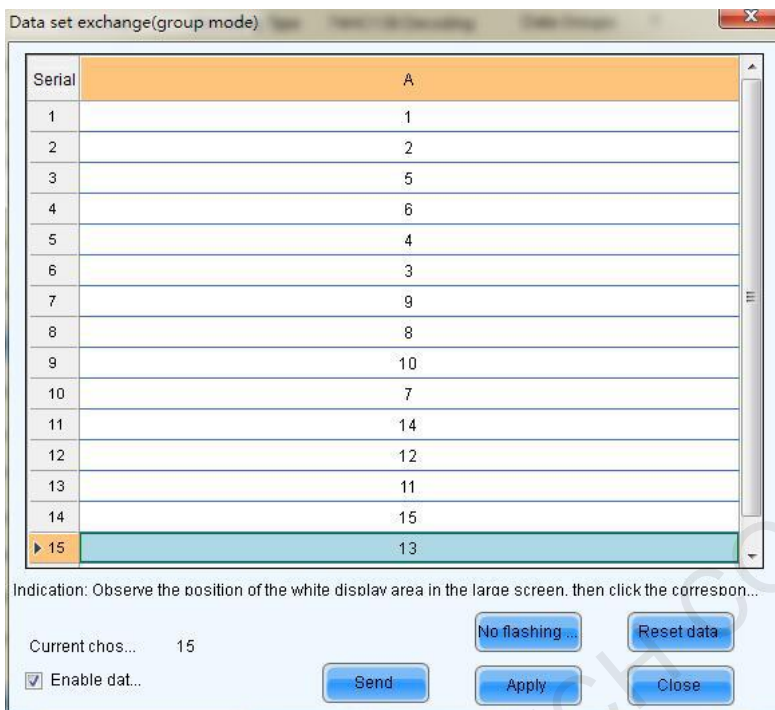 Data set exchange(group mode)
Serial A
1 1
2 2
3 5
4 6
5 4
6 3
7 9
8 8
9 10
10 7
11 14
12 12
13 11
14 15
15 13
Indication: Observe the position of the white display area in the large screen, then click the correspon...
No flashing ... Reset data
Current chos... 15
Enable dat... Send Apply Close